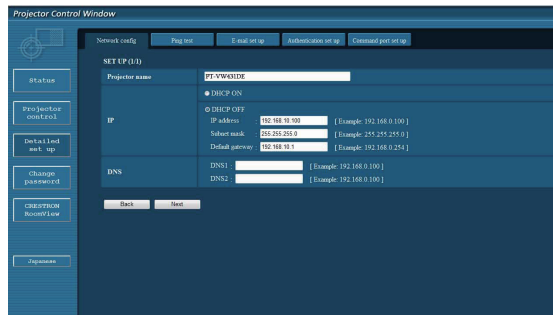 Projector Control Window
Network config Ping test E-mail set up Authentication set up Command port set up
SET UP (1/1)
Status
Projector control
Detailed set up
Change password
CRESTRON RoomView
Japanese
Projector name PT-VW431DE
IP
DHCP ON
DHCP OFF
IP address : 192.168.10.100 [ Example: 192.168.0.100 ]
Subnet mask : 255.255.255.0 [ Example: 255.255.255.0 ]
Default gateway : 192.168.10.1 [ Example: 192.168.0.254 ]
DNS
DNS1 : [ Example: 192.168.0.100 ]
DNS2 : [ Example: 192.168.0.100 ]
Back Next